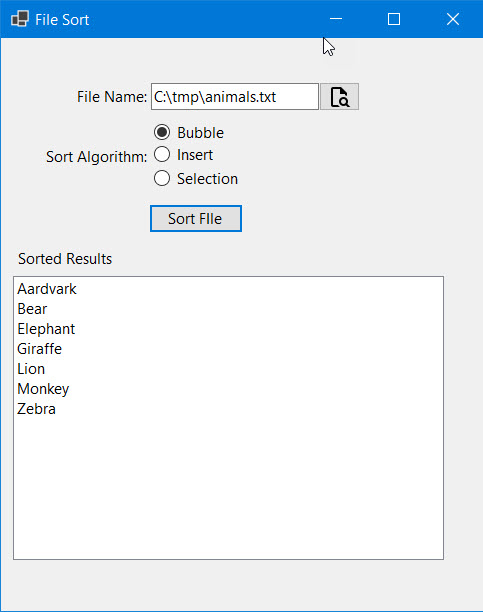 File Sort
File Name: C:\tmp\animals.txt
Bubble
Sort Algorithm: Insert
Selection
Sort FIle
Sorted Results
Aardvark
Bear
Elephant
Giraffe
Lion
Monkey
Zebra